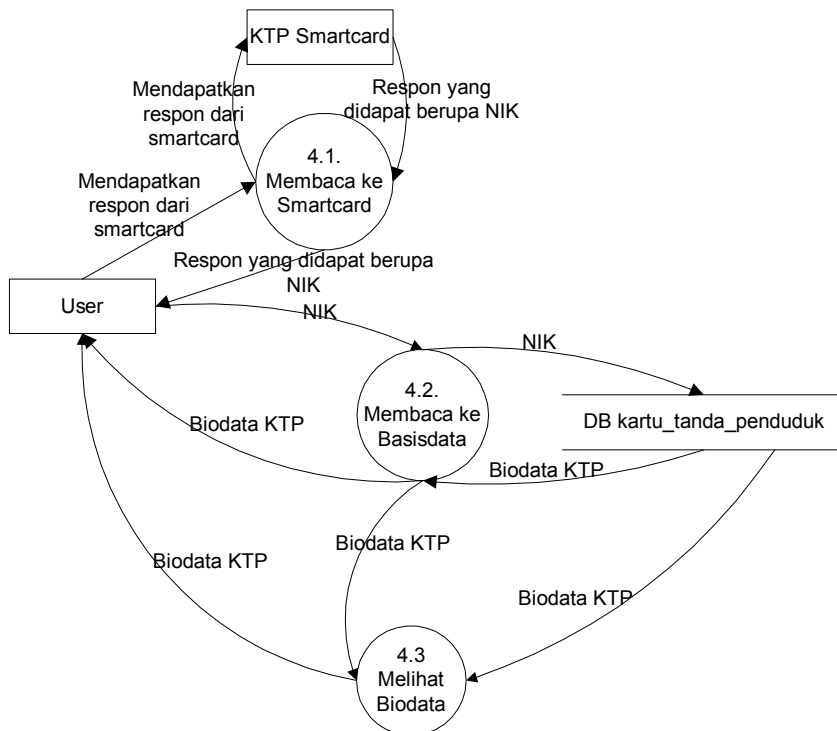 KTP Smartcard
Mendapatkan
respon dari
smartcard
Respon yang
didapat berupa NIK
4.1.
Membaca ke
Smartcard
Mendapatkan
respon dari
smartcard
Respon yang didapat berupa
NIK
User
NIK
NIK
4.2.
Membaca ke
Basisdata
DB kartu_tanda_penduduk
Biodata KTP
Biodata KTP
Biodata KTP
Biodata KTP
Biodata KTP
4.3
Melihat
Biodata